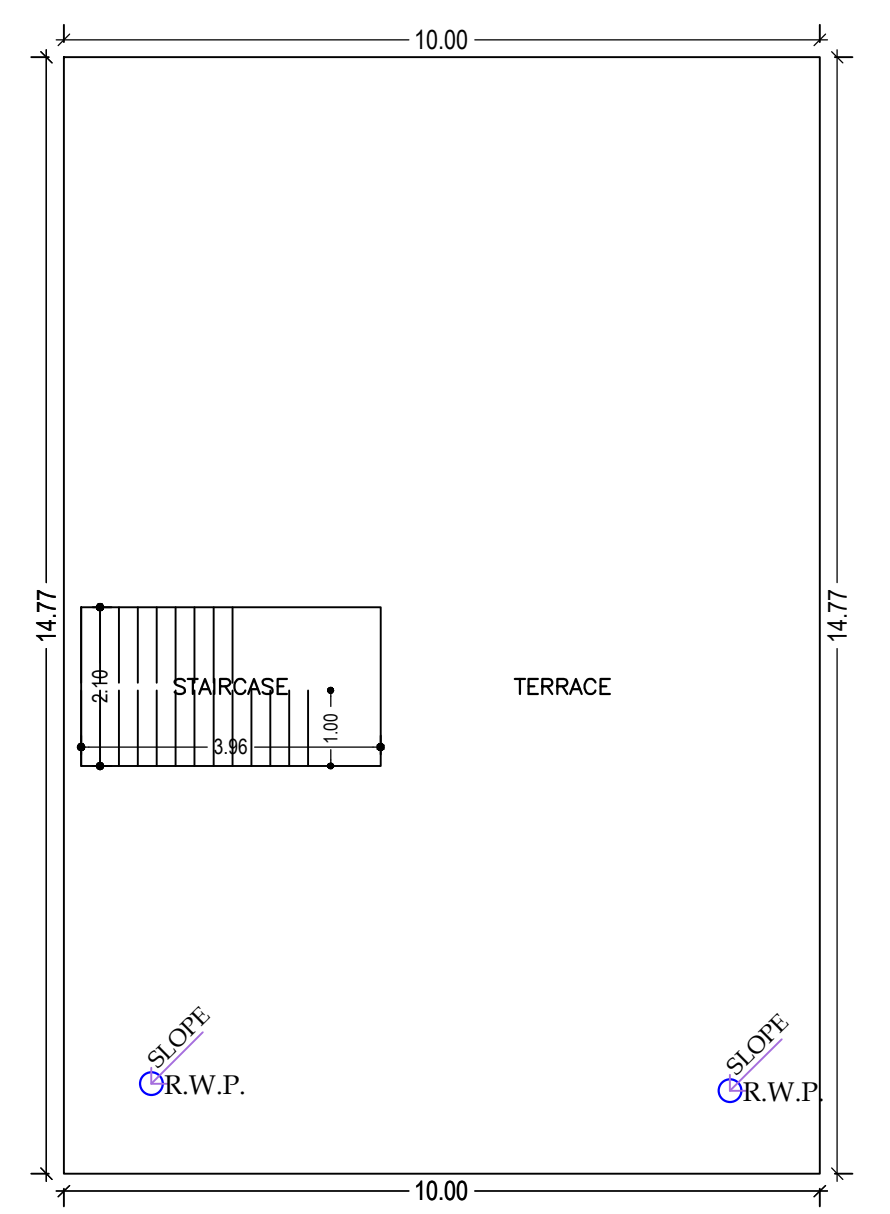 10.00
14.77
14.77
2.10
STAIRCASE
TERRACE
1.00
3.96
SLOPE
R.W.P.
SLOPE
R.W.P.
10.00